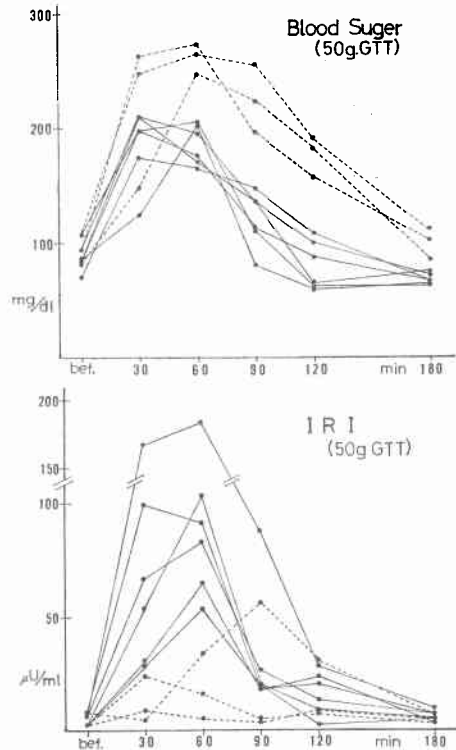 300
Blood Suger
(50g.GTT)
200
100
mg/dl
bef. 30 60 90 120 min 180
200
I R I
(50g GTT)
150
100
50
μU/ml
bef. 30 60 90 120 min 180